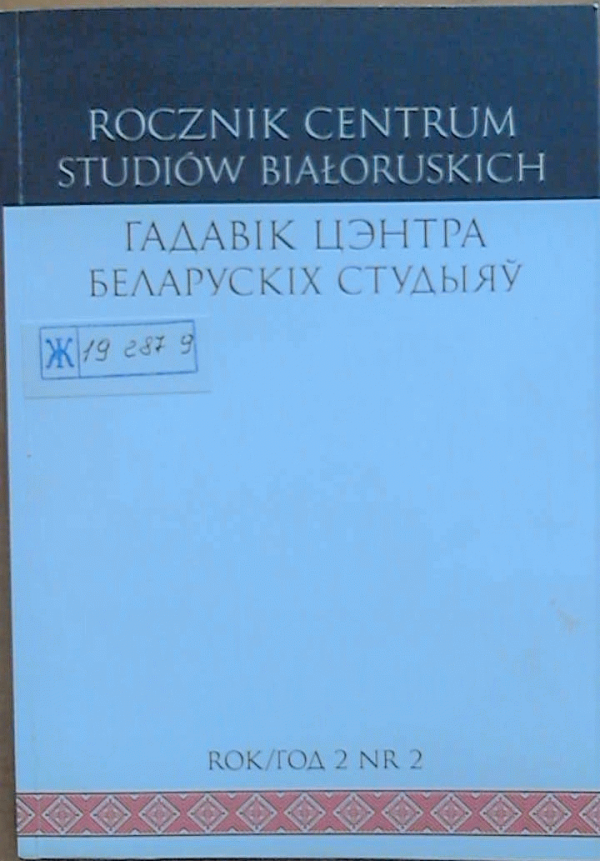 ROCZNIK CENTRUM
STUDIÓW BIAŁORUSKICH
ГАДАВІК ЦЭНТРА
БЕЛАРУСКІХ СТУДЫЯЎ
Ж 19 287 9
ROK/ГОД 2 NR 2